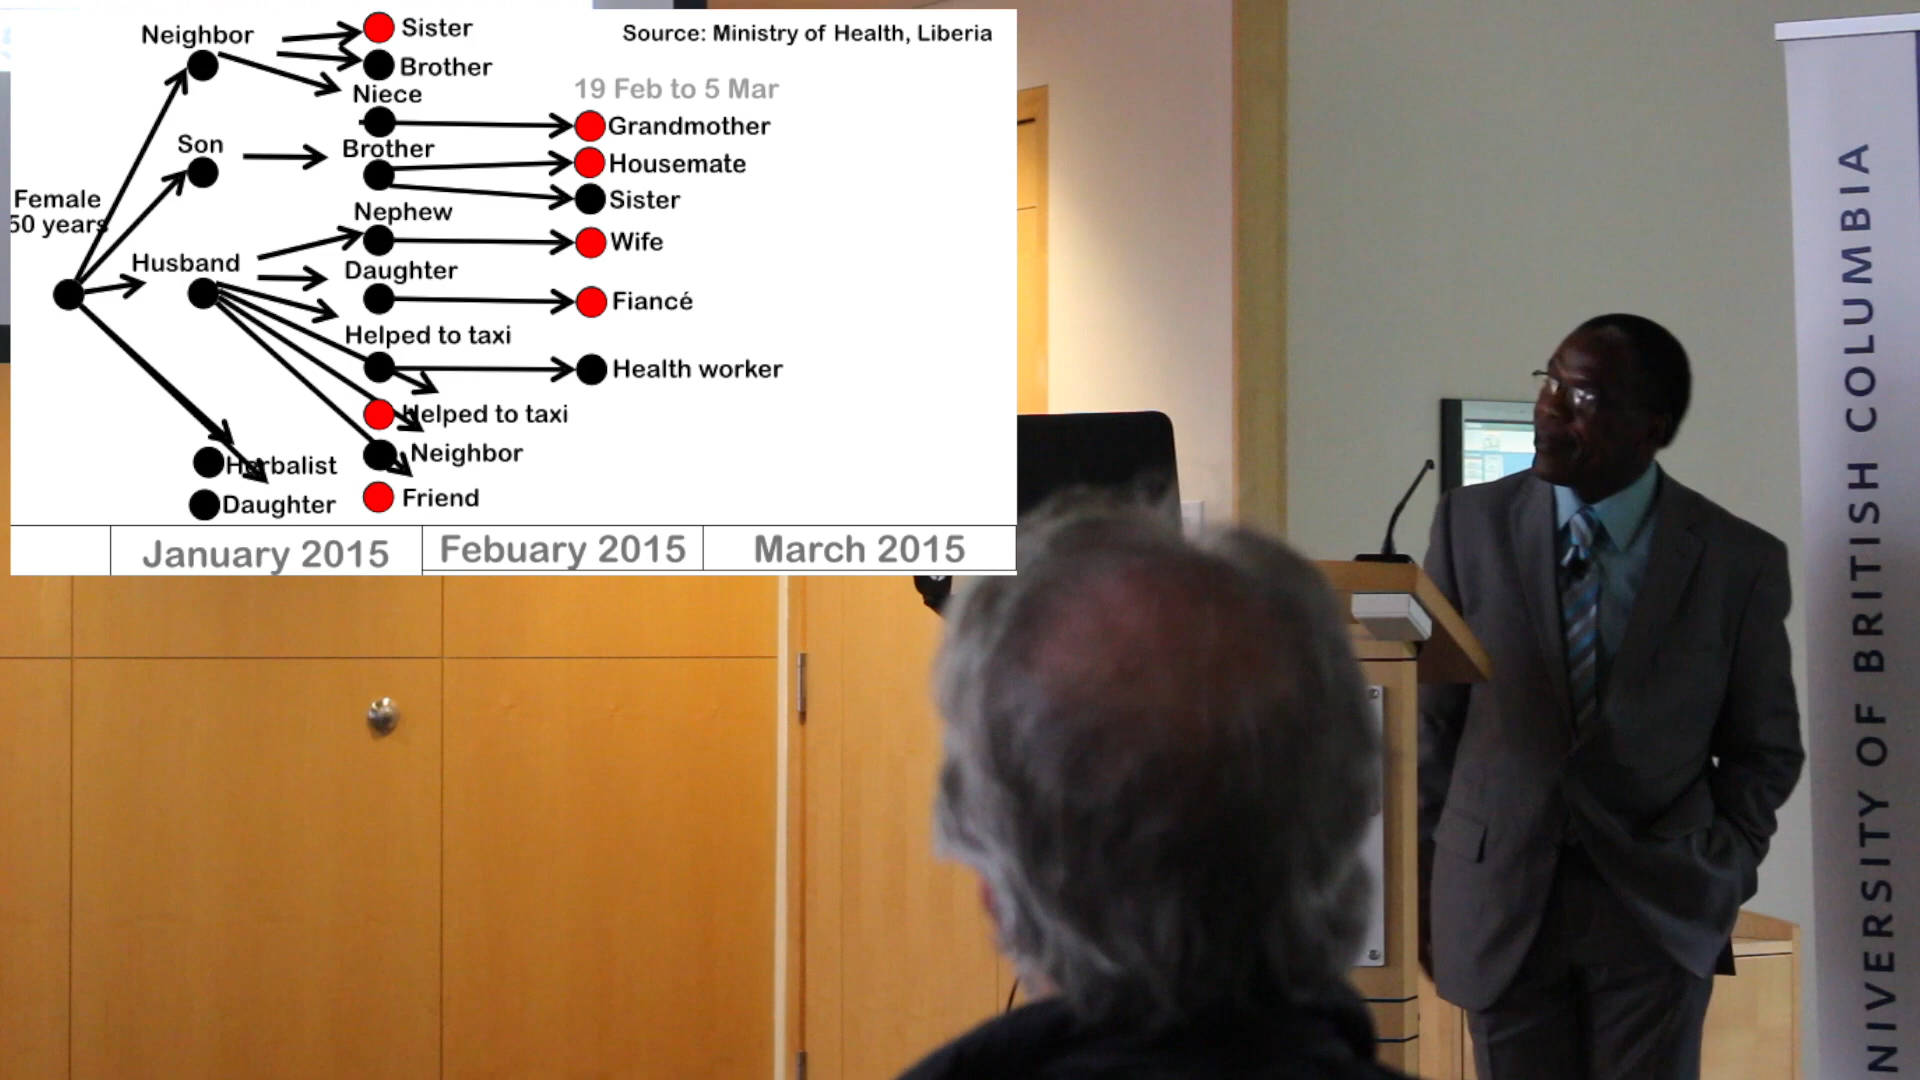 Neighbor
Sister
Source: Ministry of Health, Liberia
Brother
Niece
19 Feb to 5 Mar
Grandmother
Son
Brother
Housemate
Female
50 years
Sister
Nephew
Wife
Husband
Daughter
Fiancé
Helped to taxi
Health worker
Helped to taxi
Herbalist
Neighbor
Daughter
Friend
January 2015
Febuary 2015
March 2015
NIVERSITY OF BRITISH COLUMBIA